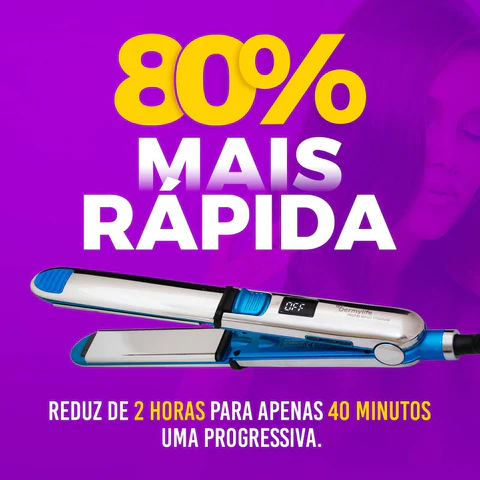 80%
MAIS
RÁPIDA
OFF
Dermylife
REDUZ DE 2 HORAS PARA APENAS 40 MINUTOS
UMA PROGRESSIVA.